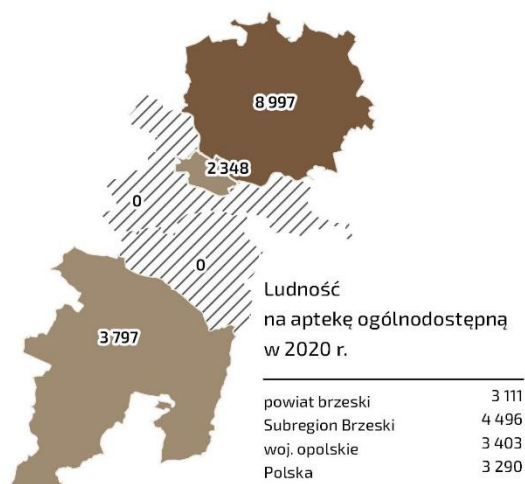 8 997
2 348
0
0
3 797
Ludność
na aptekę ogólnodostępną
w 2020 r.
powiat brzeski 3 111
Subregion Brzeski 4 496
woj. opolskie 3 403
Polska 3 290